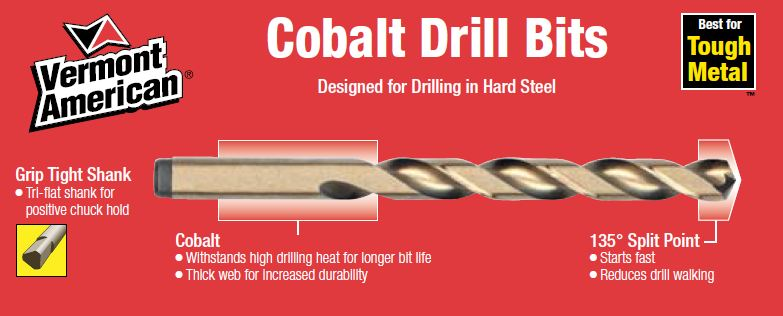 Vermont
American®
Cobalt Drill Bits
Designed for Drilling in Hard Steel
Best for
Tough
Metal
™
Grip Tight Shank
• Tri-flat shank for
positive chuck hold
Cobalt
• Withstands high drilling heat for longer bit life
• Thick web for increased durability
135° Split Point
• Starts fast
• Reduces drill walking